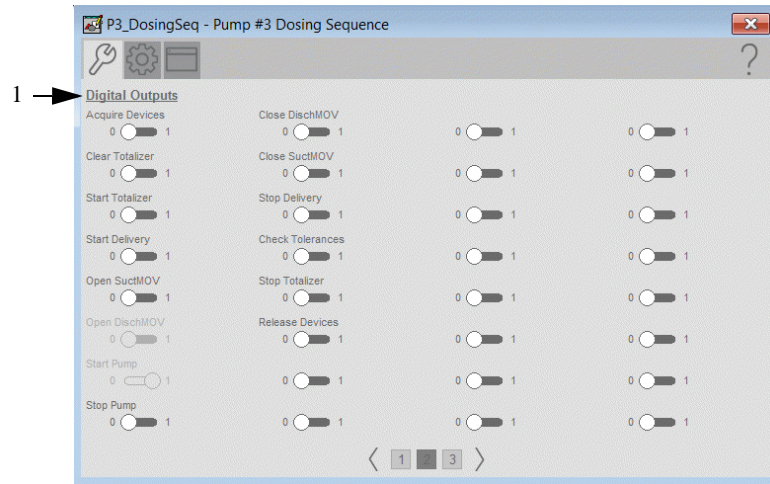 P3_DosingSeq - Pump #3 Dosing Sequence
?
1
Digital Outputs
Acquire Devices Close DischMOV
0 1 0 1 0 1 0 1
Clear Totalizer Close SuctMOV
0 1 0 1 0 1 0 1
Start Totalizer Stop Delivery
0 1 0 1 0 1 0 1
Start Delivery Check Tolerances
0 1 0 1 0 1 0 1
Open SuctMOV Stop Totalizer
0 1 0 1 0 1 0 1
Open DischMOV Release Devices
0 1 0 1 0 1 0 1
Start Pump
0 1 0 1 0 1 0 1
Stop Pump
0 1 0 1 0 1 0 1
1 2 3